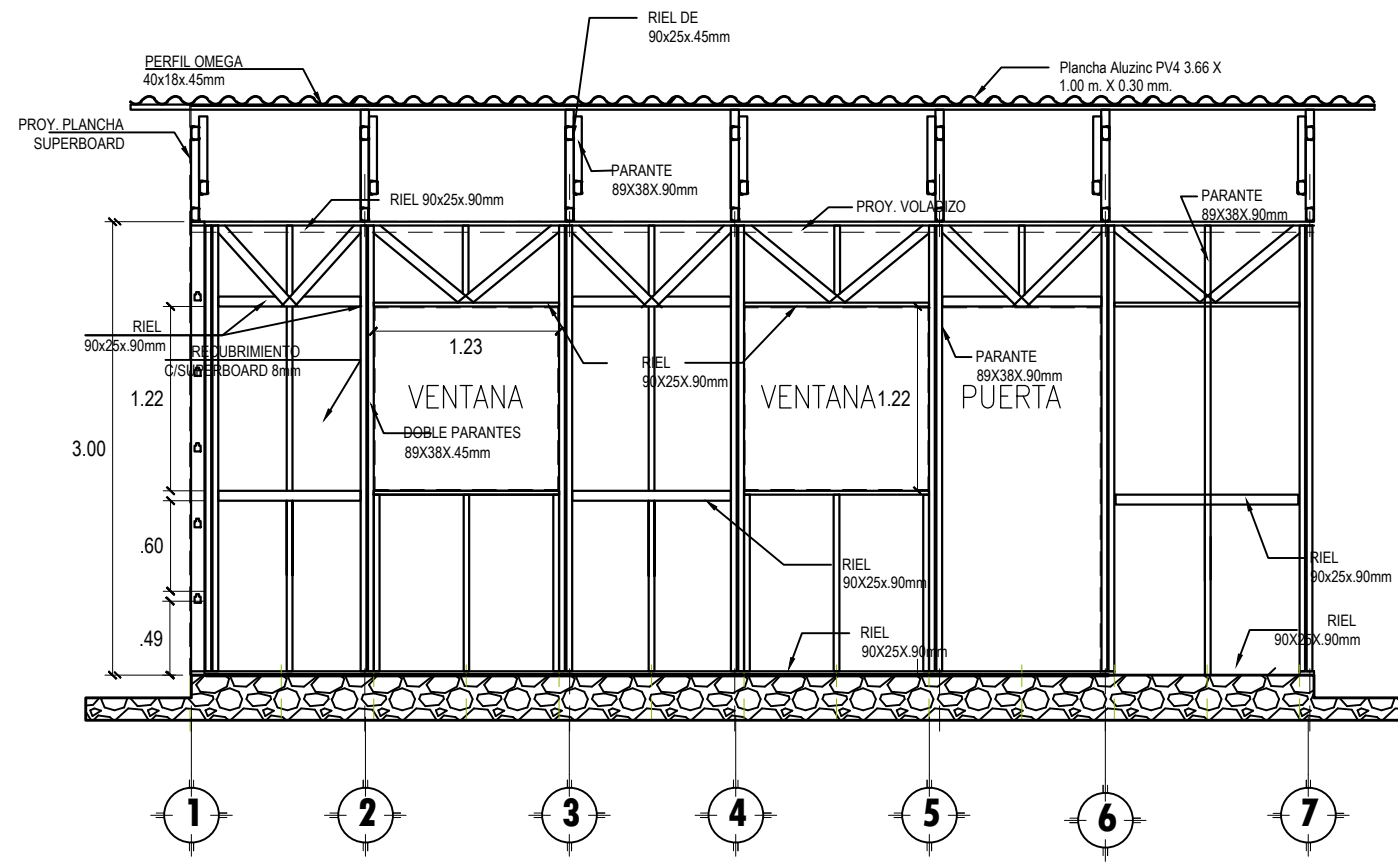 RIEL DE
90x25x.45mm
PERFIL OMEGA
40x18x.45mm
Plancha Aluzinc PV4 3.66 X
1.00 m. X 0.30 mm.
PROY. PLANCHA
SUPERBOARD
PARANTE
89X38X.90mm
RIEL 90x25x.90mm
PROY. VOLADIZO
PARANTE
89X38X.90mm
RIEL
90x25x.90mm
RECUBRIMIENTO
C/SUPERBOARD 8mm
1.23
RIEL
90X25X.90mm
PARANTE
89X38X.90mm
1.22
VENTANA
VENTANA
1.22
PUERTA
DOBLE PARANTES
89X38X.45mm
3.00
.60
RIEL
90X25x.90mm
RIEL
90x25x.90mm
.49
RIEL
90X25X.90mm
RIEL
90X25X.90mm
1
2
3
4
5
6
7